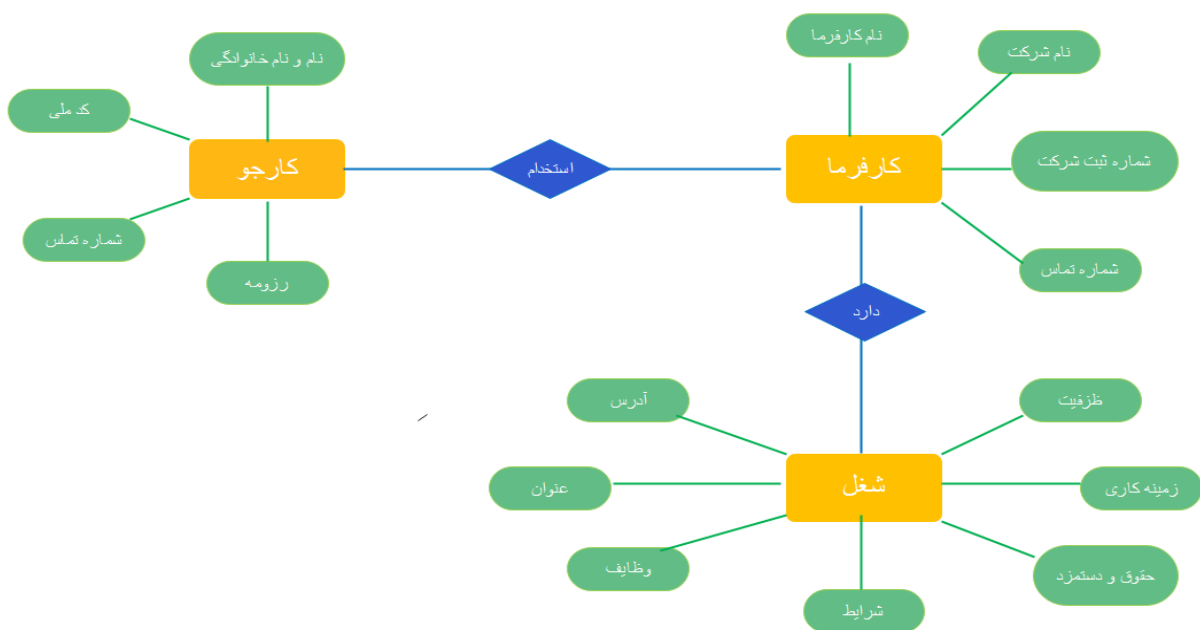 نام کارفرما
نام شرکت
نام و نام خانوادگی
کد ملی
کارجو
استخدام
کارفرما
شماره ثبت شرکت
شماره تماس
رزومه
شماره تماس
دارد
آدرس
ظزفیت
شغل
عنوان
زمینه کاری
وظایف
حقوق و دستمزد
شرایط